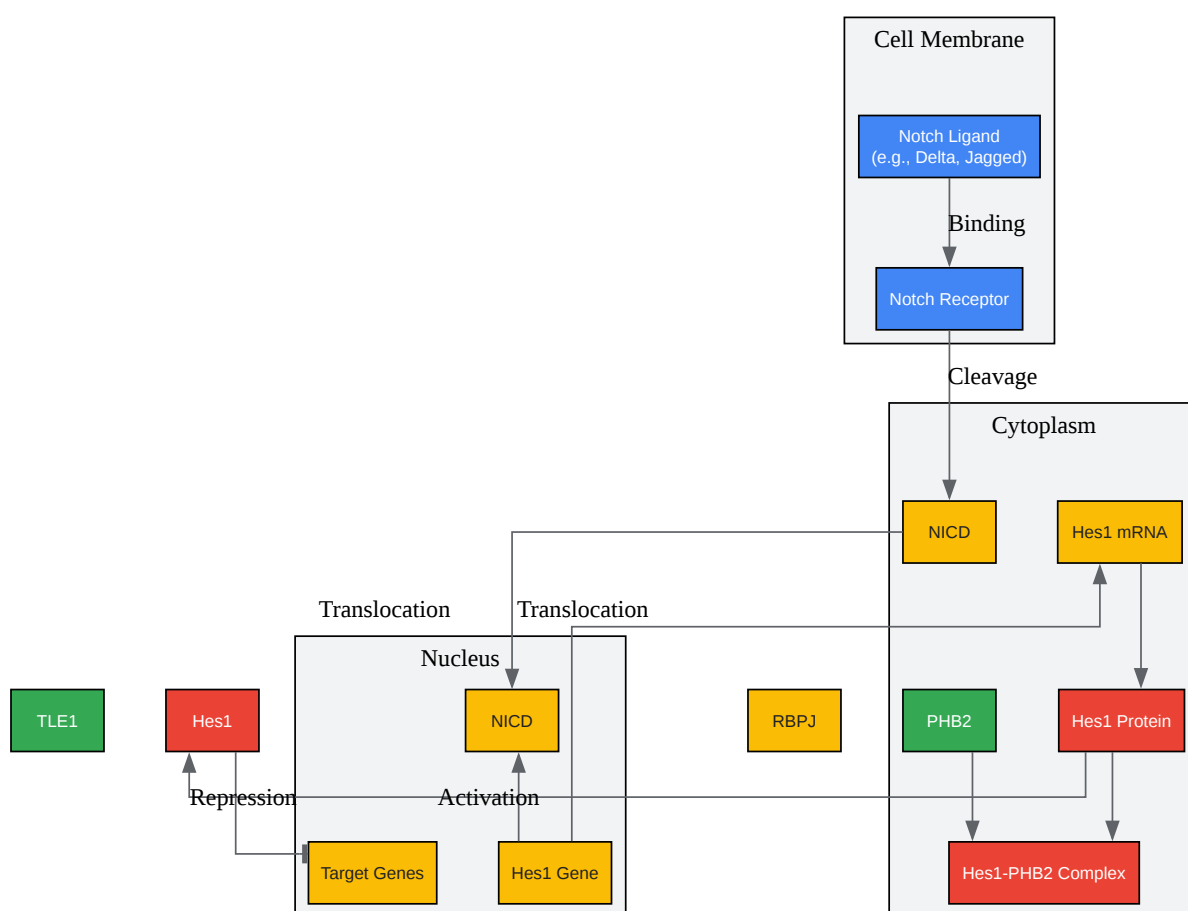 Cell Membrane
Notch Ligand
(e.g., Delta, Jagged)
Binding
Notch Receptor
Cleavage
Cytoplasm
NICD
Hes1 mRNA
Translocation
Translocation
Nucleus
TLE1
Hes1
NICD
RBPJ
PHB2
Hes1 Protein
Repression
Activation
Target Genes
Hes1 Gene
Hes1-PHB2 Complex